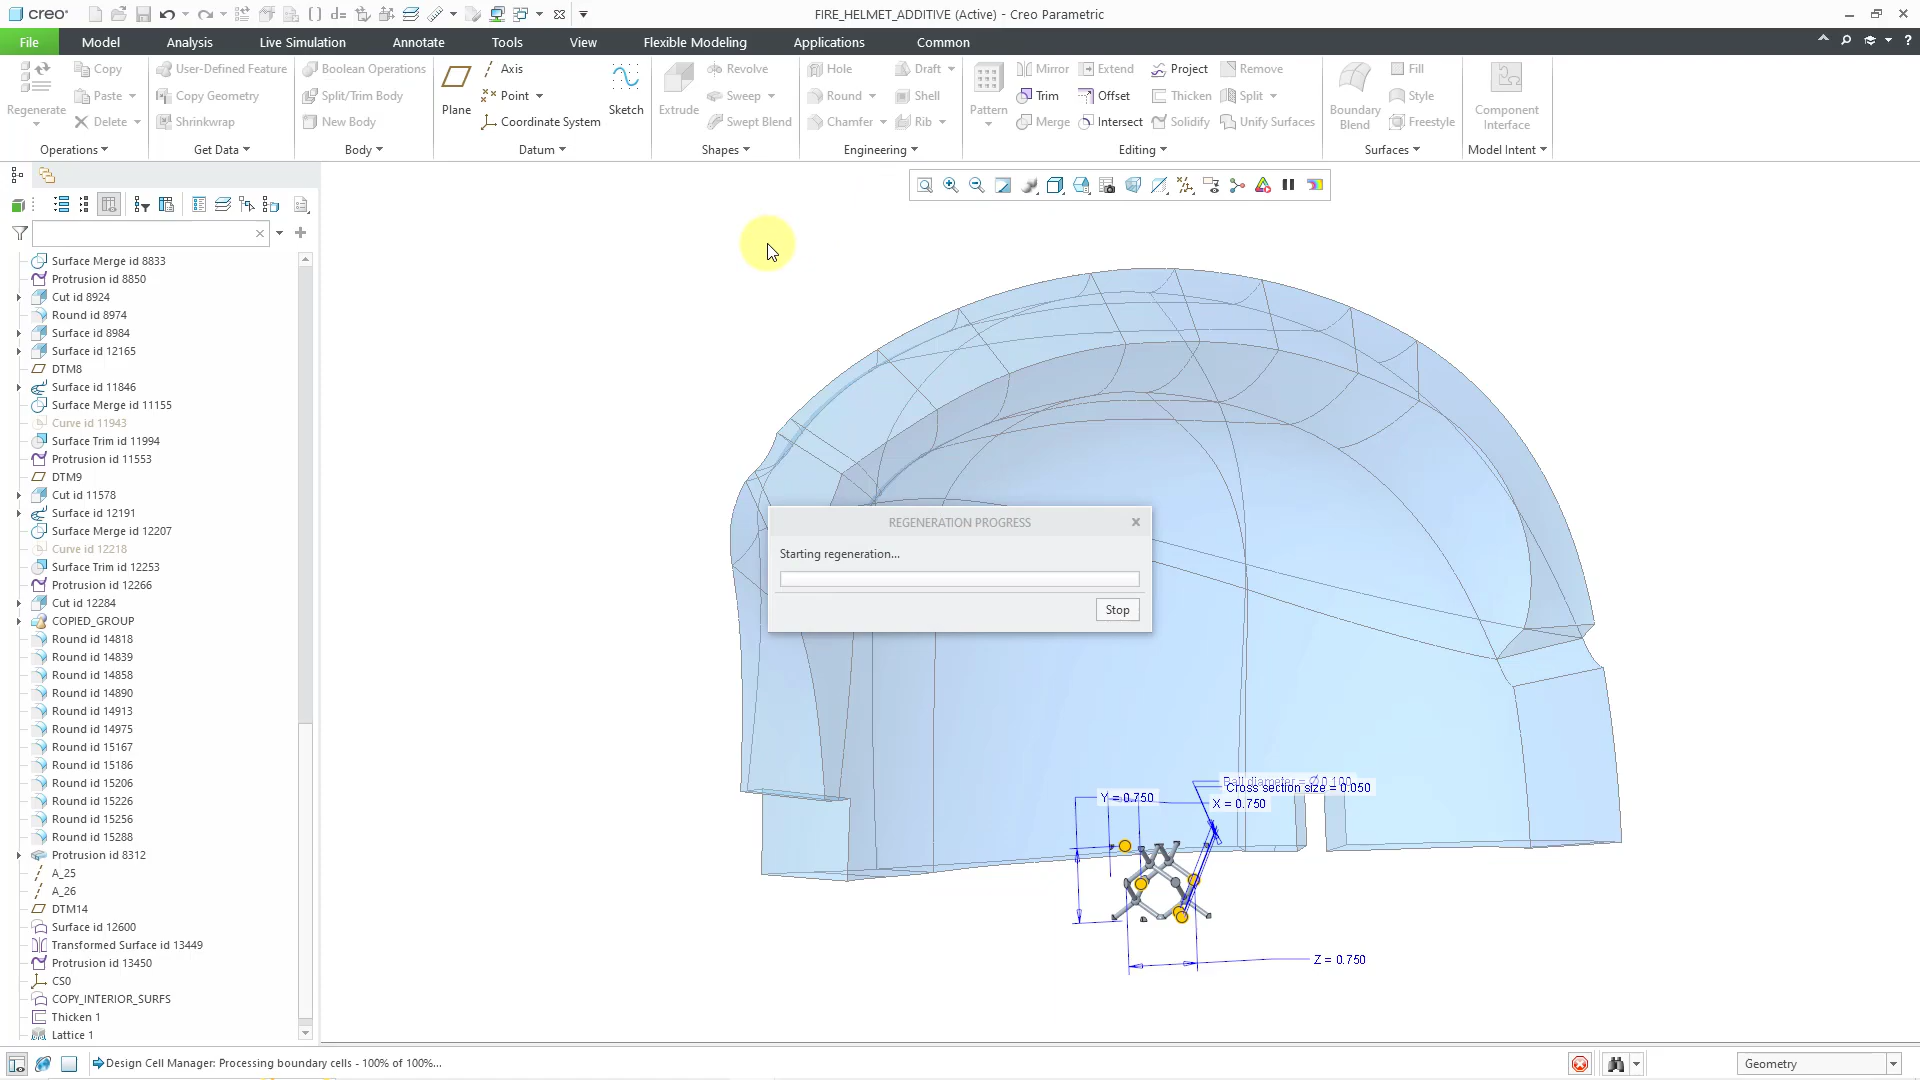 creo
FIRE_HELMET_ADDITIVE (Active) - Creo Parametric
File Model Analysis Live Simulation Annotate Tools View Flexible Modeling Applications Common
Regenerate
Copy
Paste
Delete
Operations
User-Defined Feature
Copy Geometry
Shrinkwrap
Get Data
Boolean Operations
Split/Trim Body
New Body
Body
Plane
Axis
Point
Coordinate System
Sketch
Datum
Extrude
Revolve
Sweep
Swept Blend
Shapes
Hole
Round
Chamfer
Draft
Shell
Rib
Engineering
Pattern
Mirror
Trim
Merge
Extend
Offset
Intersect
Project
Thicken
Solidify
Remove
Split
Unify Surfaces
Editing
Boundary
Blend
Fill
Style
Freestyle
Surfaces
Component
Interface
Model Intent
Surface Merge id 8833
Protrusion id 8850
Cut id 8924
Round id 8974
Surface id 8984
Surface id 12165
DTM8
Surface id 11846
Surface Merge id 11155
Curve id 11943
Surface Trim id 11994
Protrusion id 11553
DTM9
Cut id 11578
Surface id 12191
Surface Merge id 12207
Curve id 12218
Surface Trim id 12253
Protrusion id 12266
Cut id 12284
COPIED_GROUP
Round id 14818
Round id 14839
Round id 14858
Round id 14890
Round id 14913
Round id 14975
Round id 15167
Round id 15186
Round id 15206
Round id 15226
Round id 15256
Round id 15288
Protrusion id 8312
A_25
A_26
DTM14
Surface id 12600
Transformed Surface id 13449
Protrusion id 13450
CS0
COPY_INTERIOR_SURFS
Thicken 1
Lattice 1
REGENERATION PROGRESS
Starting regeneration...
Stop
Ball diameter = Ø 0.100
Cross section size = 0.050
Y = 0.750
X = 0.750
Z = 0.750
Design Cell Manager: Processing boundary cells - 100% of 100%...
Geometry